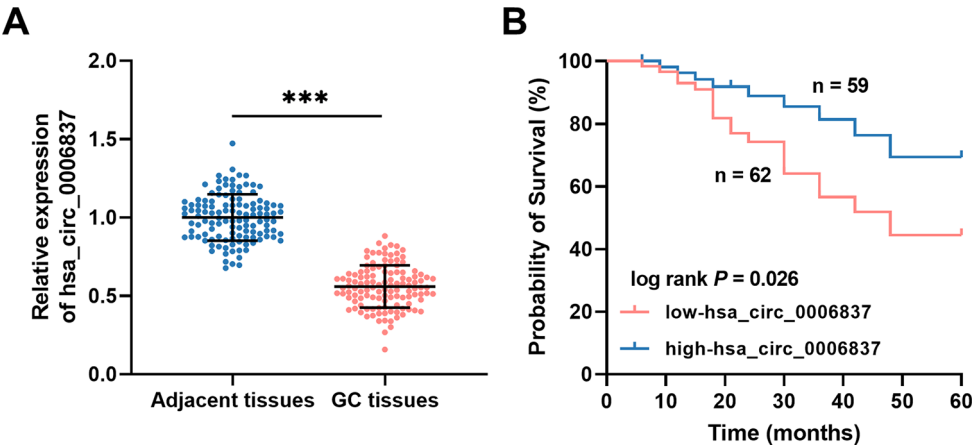 A
Relative expression
of hsa_circ_0006837
2.0
1.5
1.0
0.5
0.0
***
Adjacent tissues
GC tissues
B
Probability of Survival (%)
100
80
60
40
20
0
n = 59
n = 62
log rank P = 0.026
low-hsa_circ_0006837
high-hsa_circ_0006837
0 10 20 30 40 50 60
Time (months)